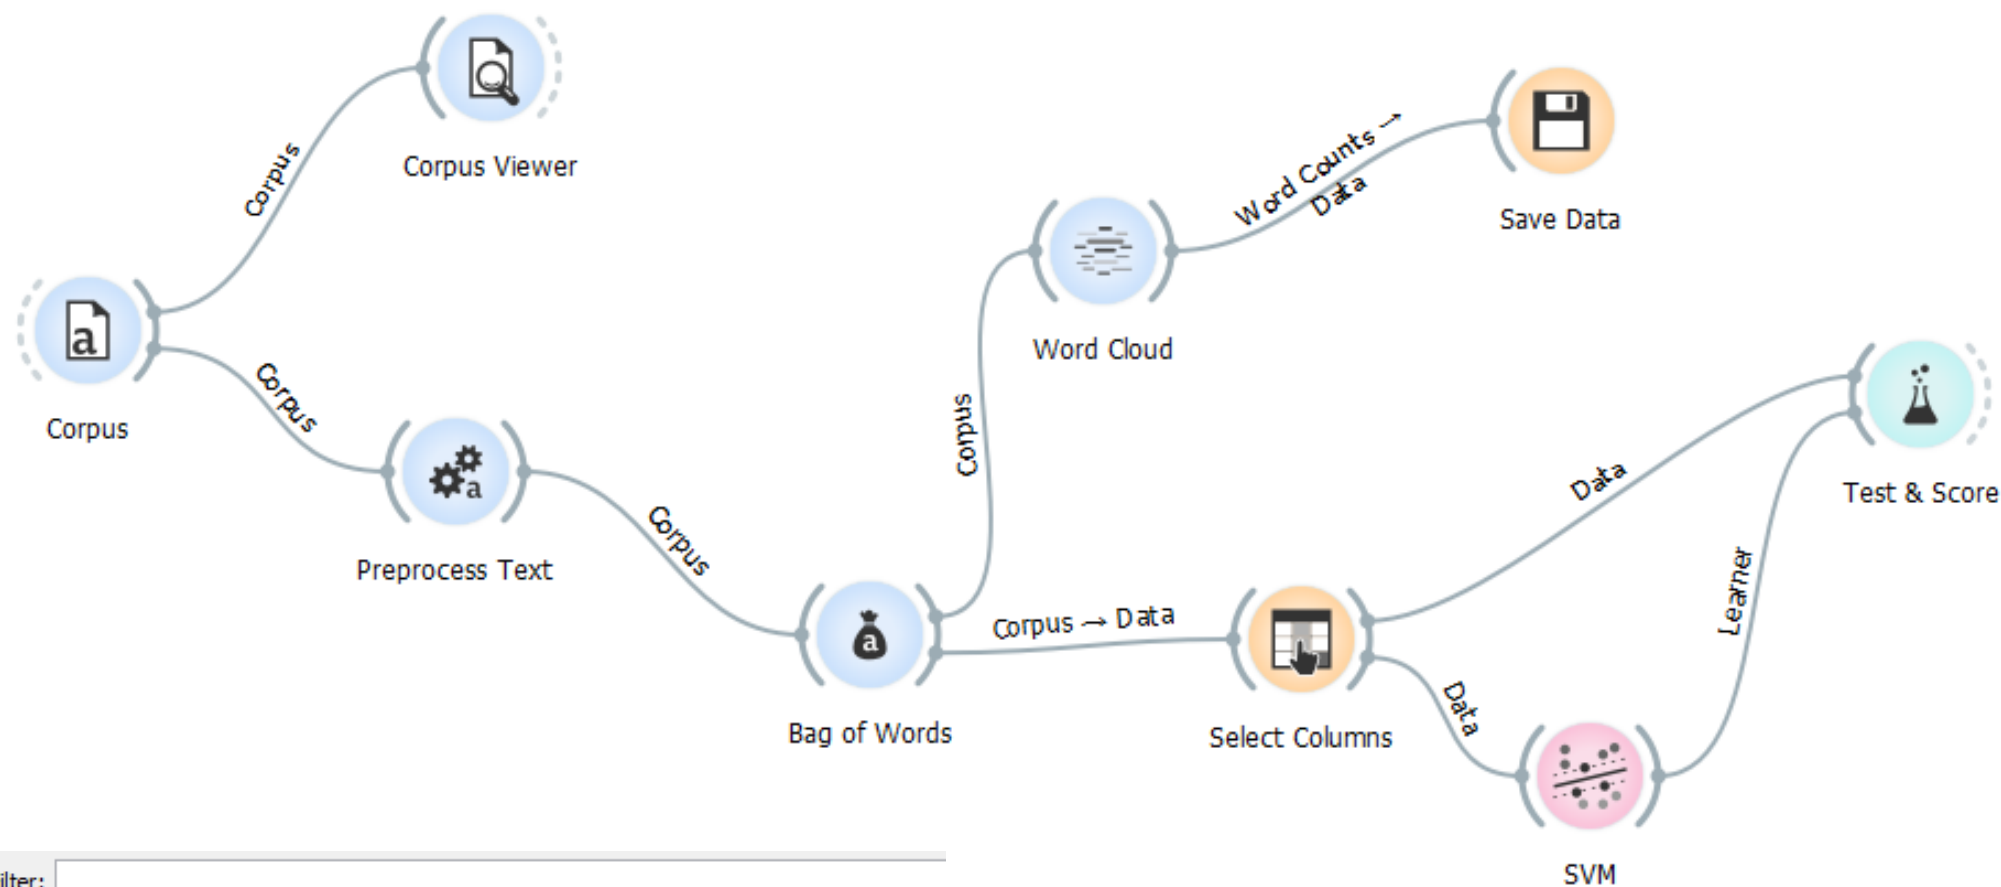 Corpus Viewer
Corpus
Corpus
Corpus
Preprocess Text
Corpus
Bag of Words
Corpus
Word Cloud
Word Counts →
Data
Save Data
Corpus → Data
Select Columns
Data
Data
SVM
Learner
Test & Score
ilter: